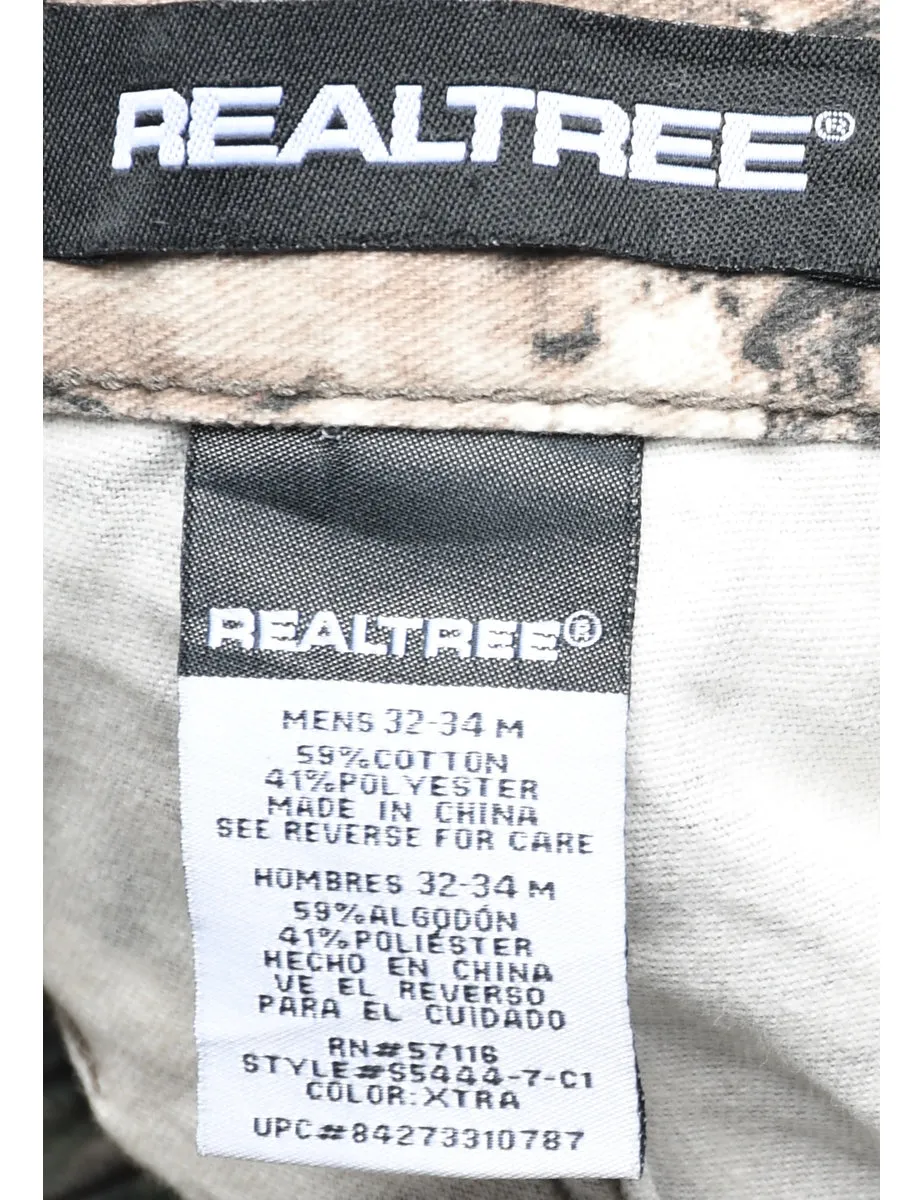 REALTREE®
REALTREE®
MENS 32-34 M
59%COTTON
41%POLYESTER
MADE IN CHINA
SEE REVERSE FOR CARE
HOMBRES 32-34 M
59%ALGODÓN
41%POLIÉSTER
HECHO EN CHINA
VE EL REVERSO
PARA EL CUIDADO
RN#57116
STYLE#S5444-7-C1
COLOR:XTRA
UPC#84273310787